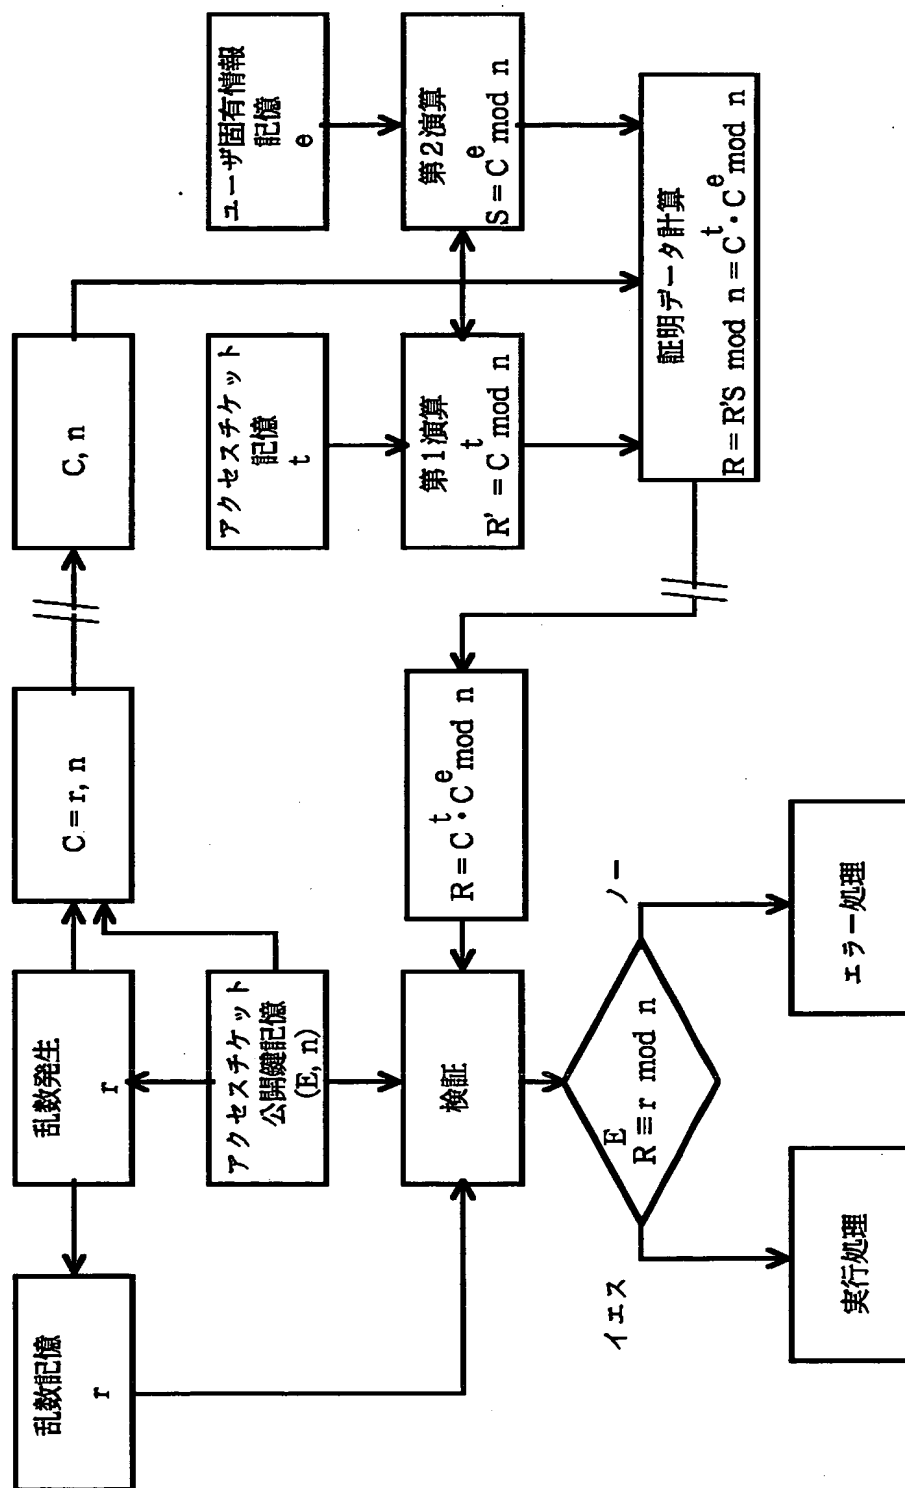 乱数記憶
r
乱数発生
r
C=r, n
C, n
アクセスチケット
公開鍵記憶
(E, n)
アクセスチケット
記憶
t
ユーザ固有情報
記憶
e
検証
R=C^t・C^e mod n
第1演算
R'=C^t mod n
第2演算
S=C^e mod n
イエス
R^E≡r mod n
ノー
証明データ計算
R=R'S mod n=C^t・C^e mod n
実行処理
エラー処理